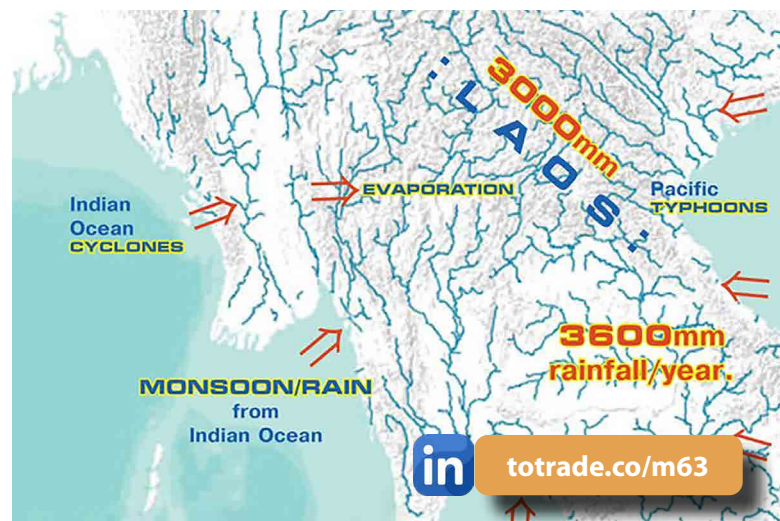 3000mm
: L A O S :
EVAPORATION
Indian
Ocean
CYCLONES
Pacific
TYPHOONS
3600mm
rainfall/year.
MONSOON/RAIN
from
Indian Ocean
in
totrade.co/m63